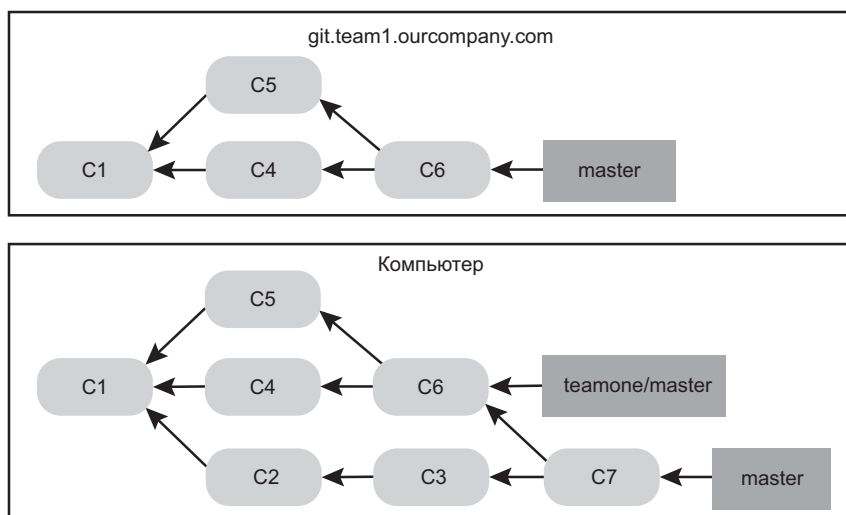 git.team1.ourcompany.com
C5
C1
C4
C6
master
Компьютер
C5
C1
C4
C6
teamone/master
C2
C3
C7
master